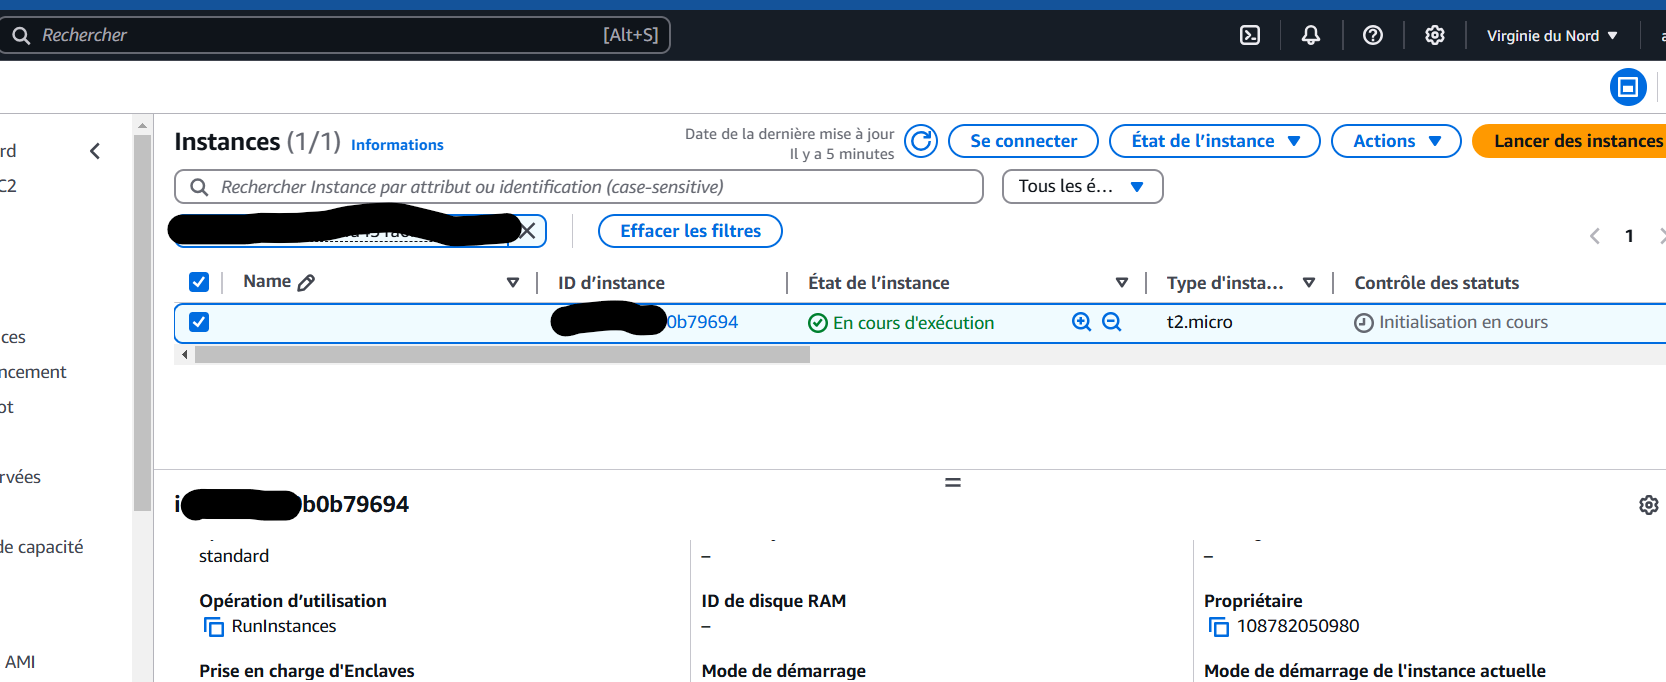 Rechercher [Alt+S] Virginie du Nord
Instances (1/1) Informations
Date de la dernière mise à jour
Il y a 5 minutes
Se connecter État de l’instance Actions Lancer des instances
Rechercher Instance par attribut ou identification (case-sensitive) Tous les é...
Effacer les filtres 1
Name ID d’instance État de l’instance Type d'insta... Contrôle des statuts
0b79694 En cours d'exécution t2.micro Initialisation en cours
rd
C2
ces
ncement
ot
rvées
de capacité
AMI
i b0b79694
standard – –
Opération d’utilisation ID de disque RAM Propriétaire
RunInstances – 108782050980
Prise en charge d'Enclaves Mode de démarrage Mode de démarrage de l'instance actuelle